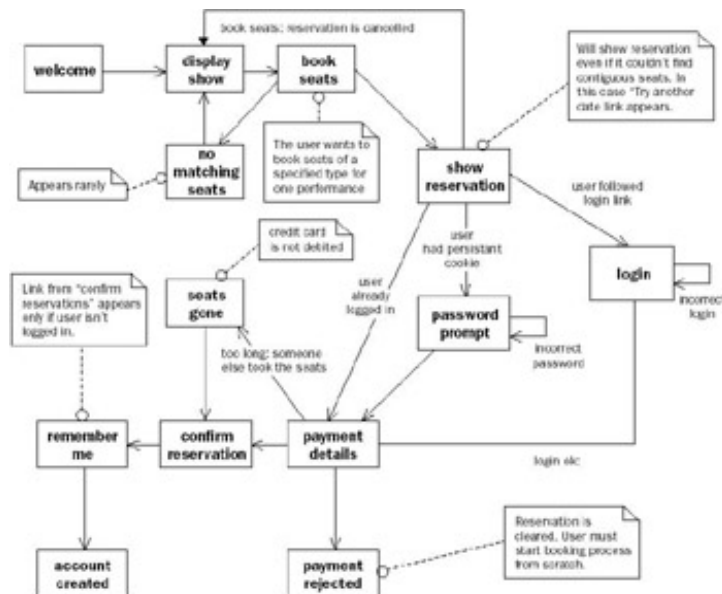 book seats: reservation is cancelled
welcome
display
show
book
seats
Will show reservation
even if it couldn't find
contiguous seats. In
this case "Try another
date link appears.
The user wants to
book seats of a
specified type for
one performance
no
matching
seats
Appears rarely
show
reservation
user followed
login link
credit card
is not debited
user
had persistant
cookie
login
incorrect
login
Link from "confirm
reservations" appears
only if user isn't
logged in.
seats
gone
user
already
logged in
password
prompt
incorrect
password
too long: someone
else took the seats
remember
me
confirm
reservation
payment
details
login etc
Reservation is
cleared. User must
start booking process
from scratch.
account
created
payment
rejected